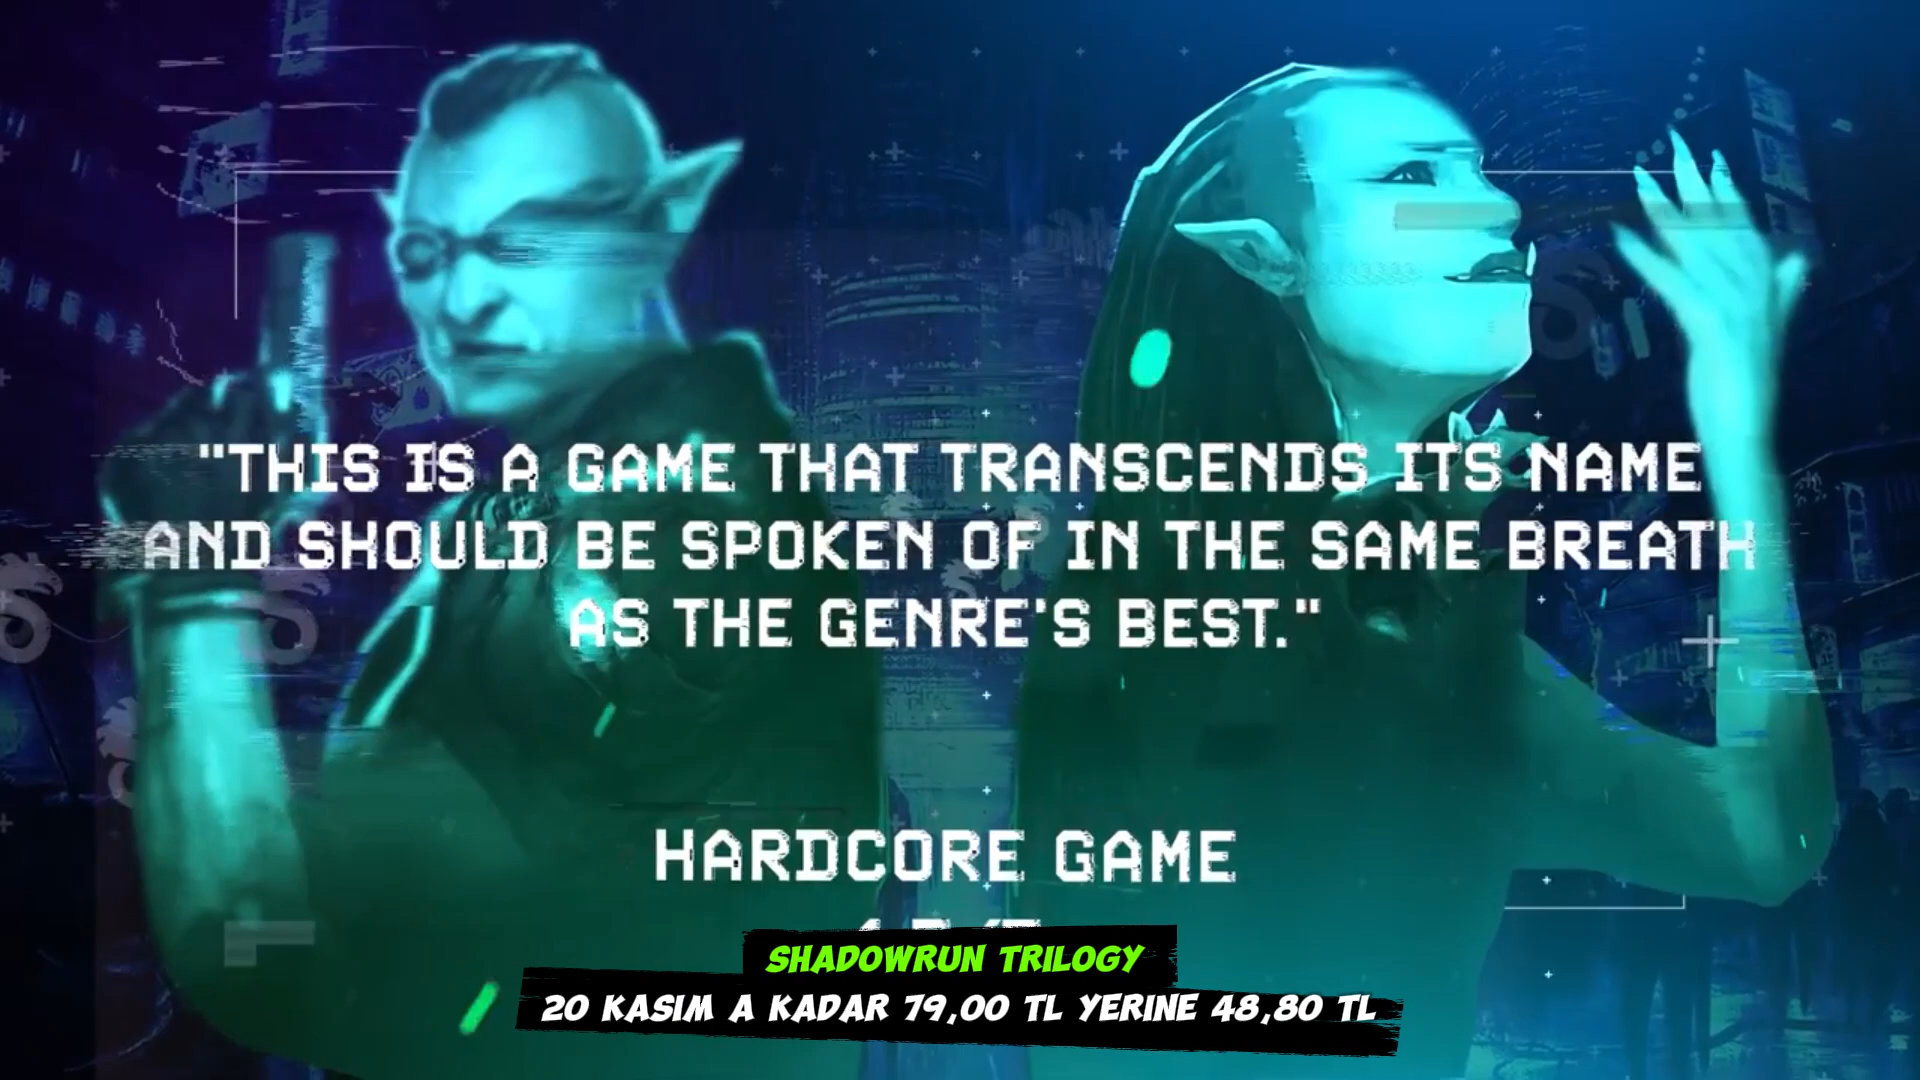 "THIS IS A GAME THAT TRANSCENDS ITS NAME
AND SHOULD BE SPOKEN OF IN THE SAME BREATH
AS THE GENRE'S BEST."
HARDCORE GAME
SHADOWRUN TRILOGY
20 KASIM A KADAR 79,00 TL YERINE 48,80 TL